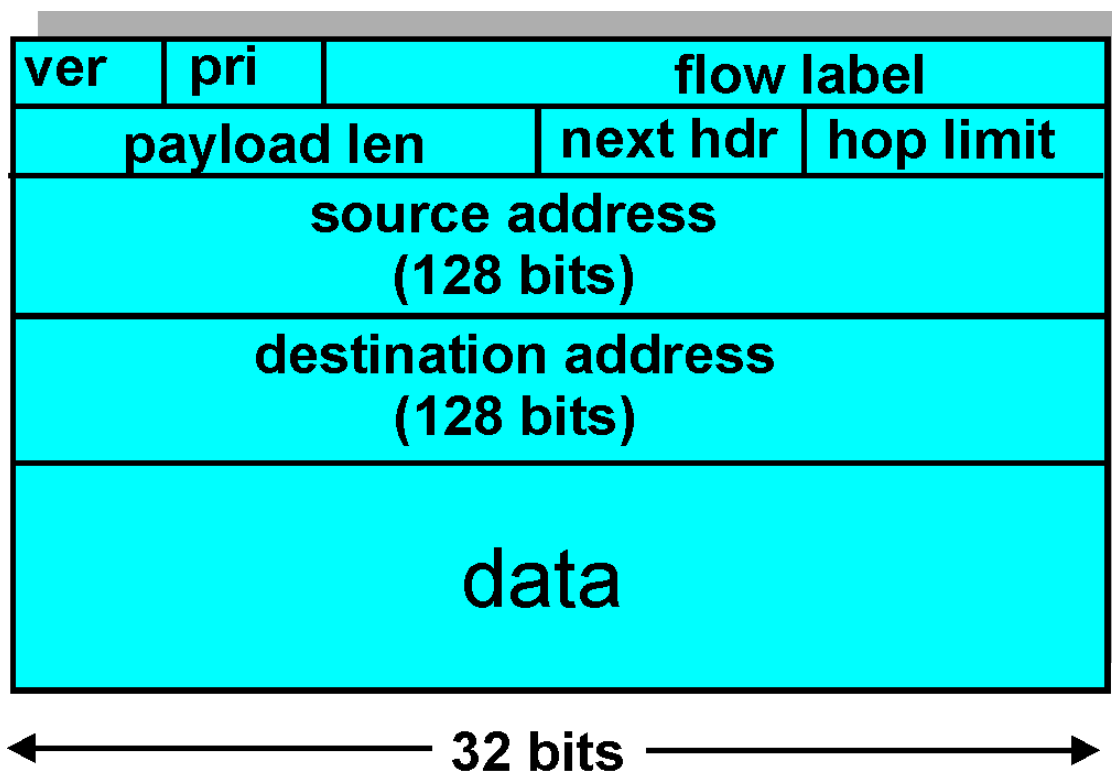 ver pri flow label
payload len next hdr hop limit
source address
(128 bits)
destination address
(128 bits)
data
32 bits